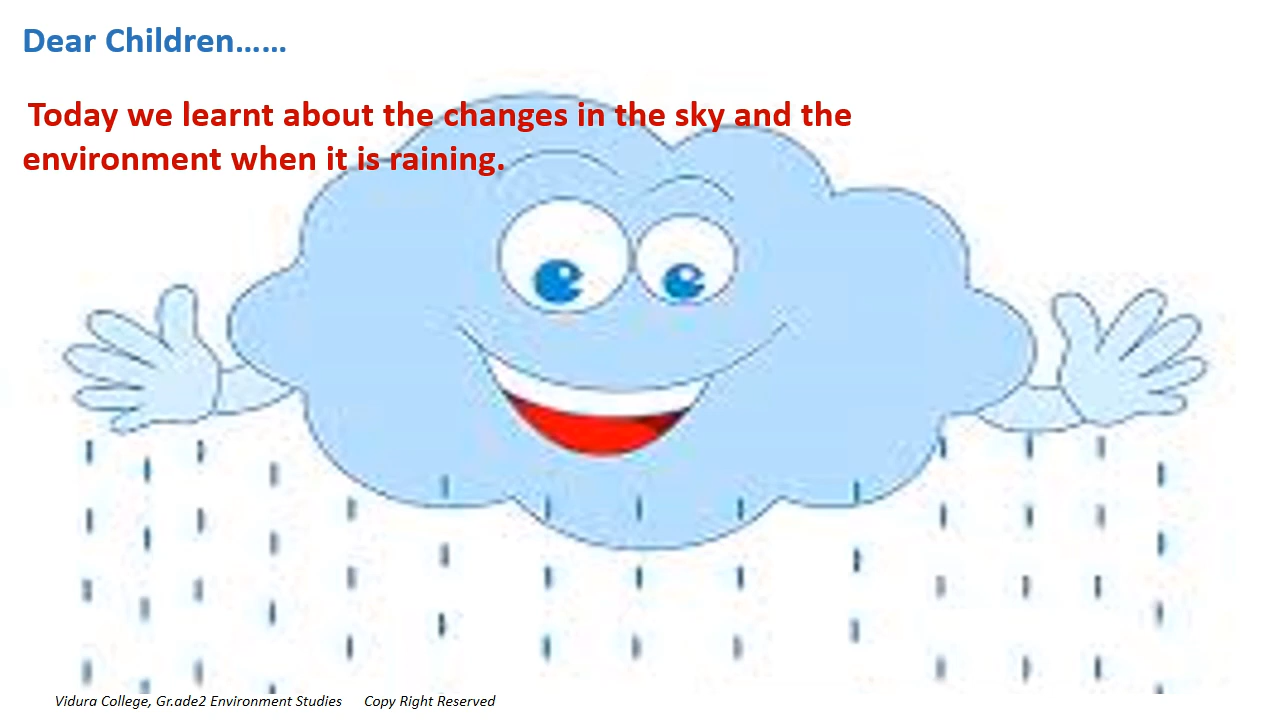 Dear Children……
Today we learnt about the changes in the sky and the
environment when it is raining.
Vidura College, Gr.ade2 Environment Studies Copy Right Reserved